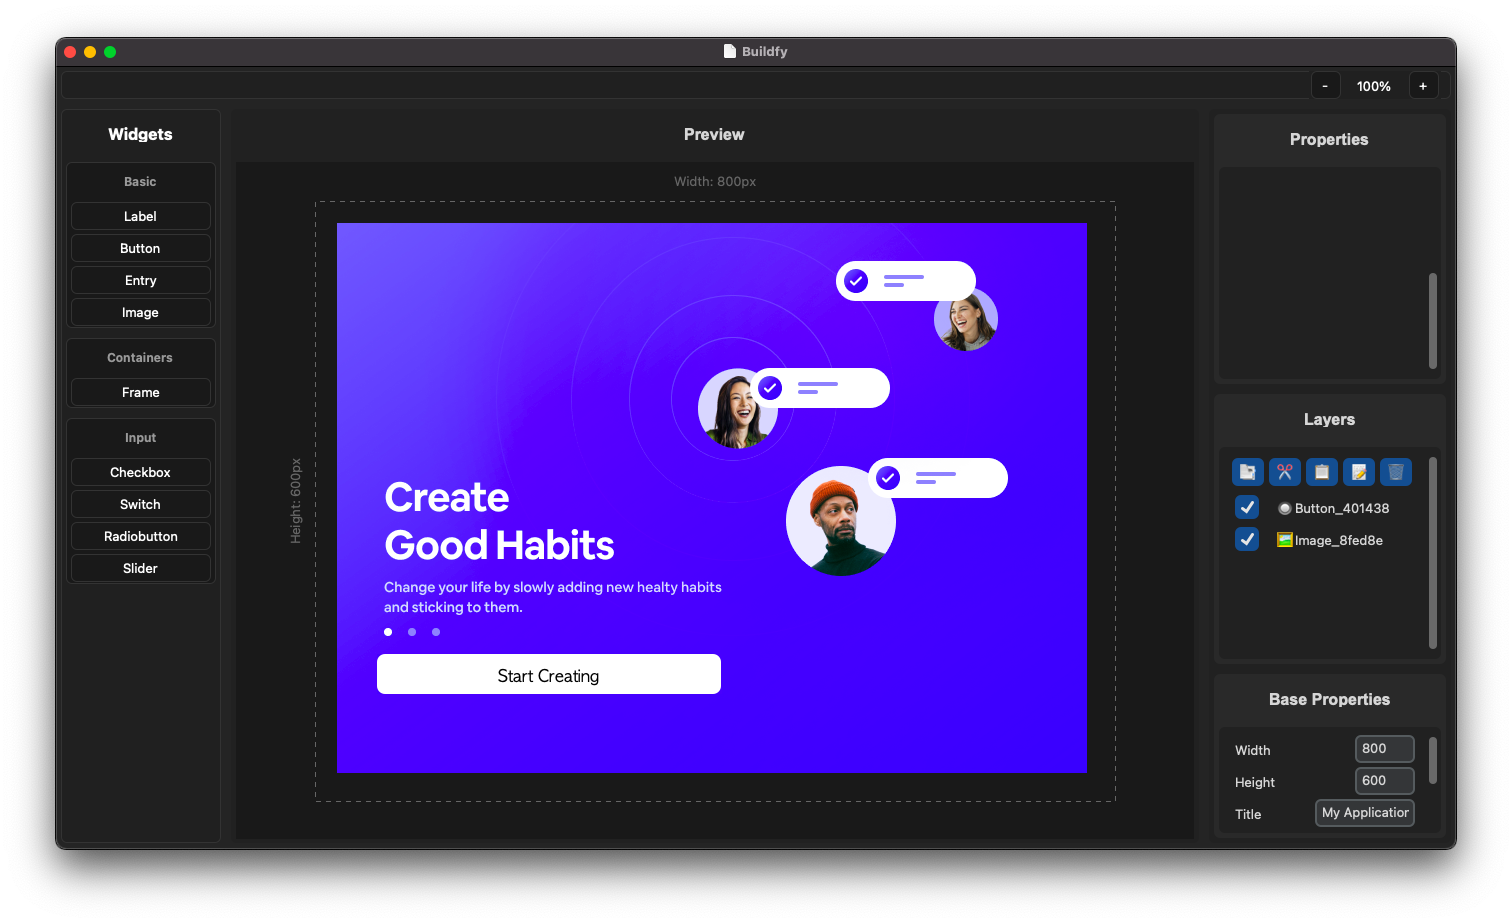 Buildfy
- 100% +
Widgets
Basic
Label
Button
Entry
Image
Containers
Frame
Input
Checkbox
Switch
Radiobutton
Slider
Preview
Width: 800px
Height: 600px
Create
Good Habits
Change your life by slowly adding new healty habits
and sticking to them.
Start Creating
Properties
Layers
Button_401438
Image_8fed8e
Base Properties
Width 800
Height 600
Title My Application